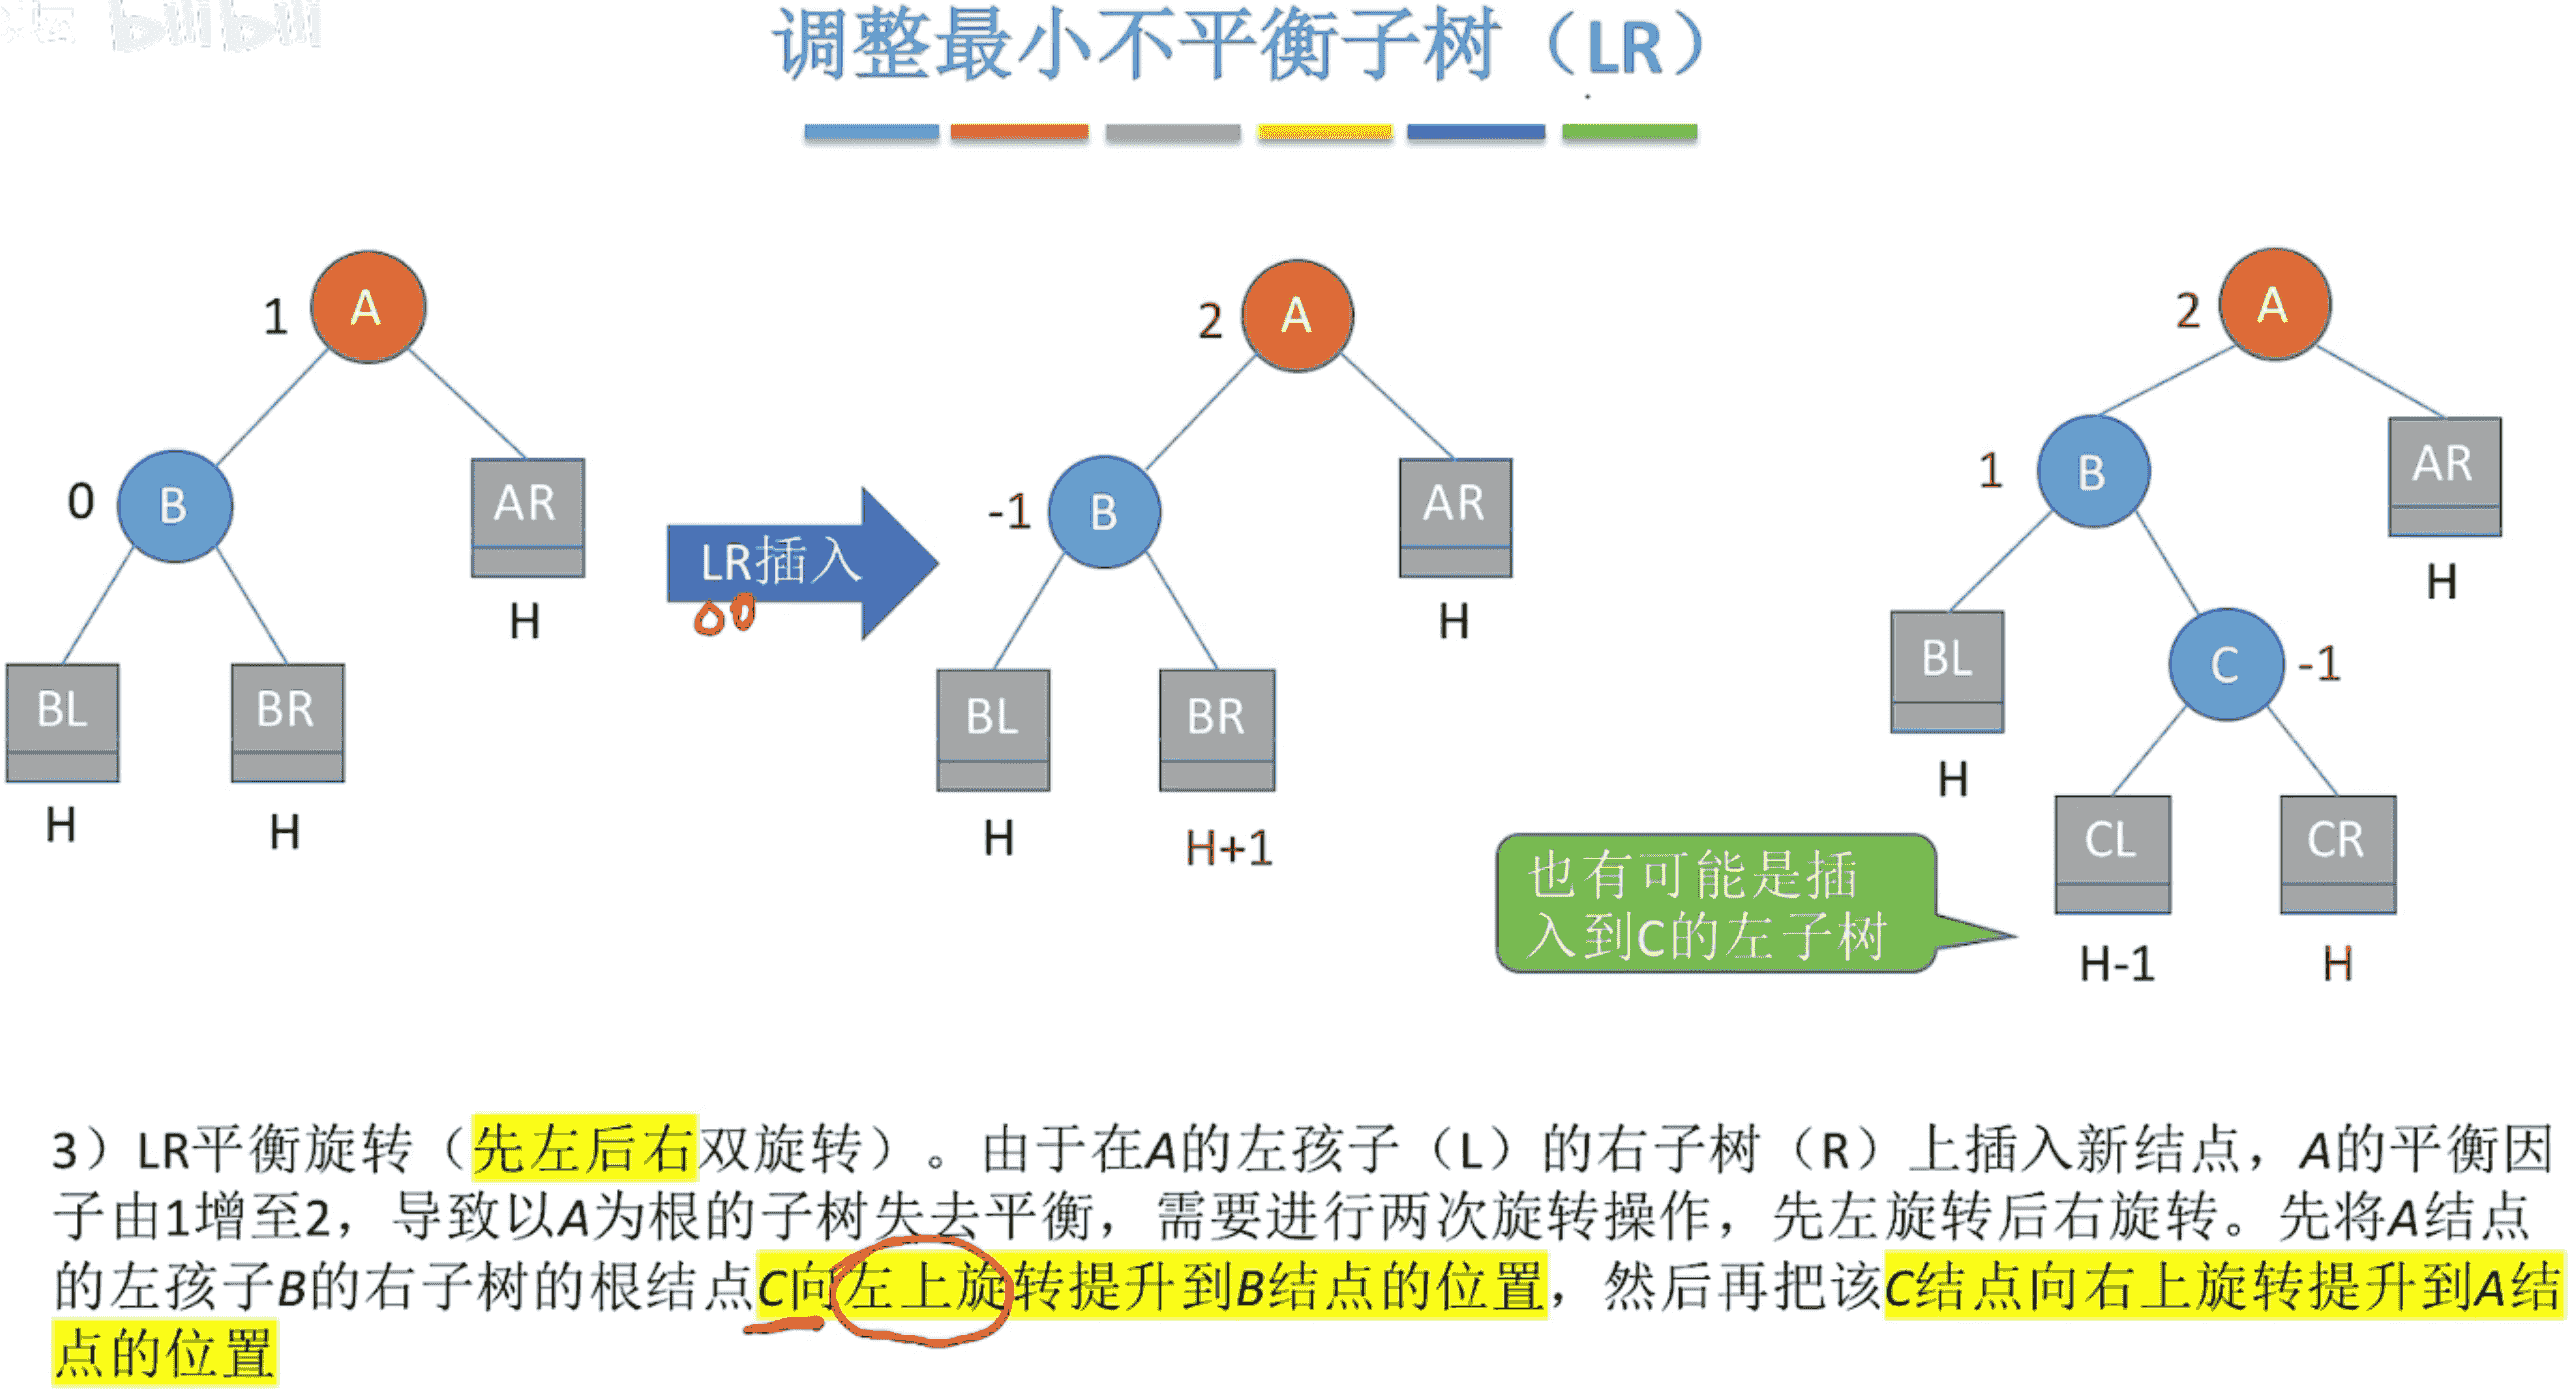 bilibili
调整最小不平衡子树（LR）
1 A
0 B
AR
H
BL
BR
H
H
LR插入
2 A
-1 B
AR
H
BL
BR
H
H+1
2 A
1 B
AR
H
BL
C -1
H
CL
CR
H-1
H
也有可能是插
入到C的左子树
3）LR平衡旋转（先左后右双旋转）。由于在A的左孩子（L）的右子树（R）上插入新结点，A的平衡因
子由1增至2，导致以A为根的子树失去平衡，需要进行两次旋转操作，先左旋转后右旋转。先将A结点
的左孩子B的右子树的根结点C向左上旋转提升到B结点的位置，然后再把该C结点向右上旋转提升到A结
点的位置